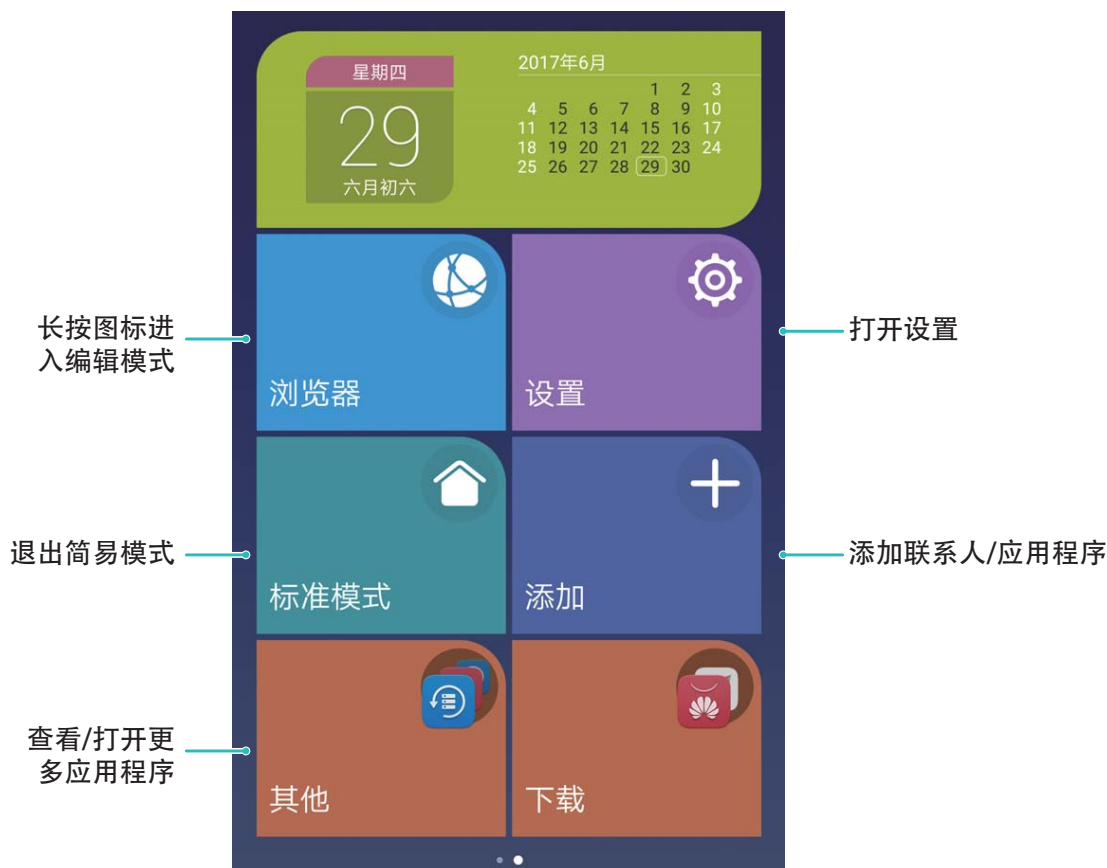 星期四
29
六月初六
2017年6月
1 2 3
4 5 6 7 8 9 10
11 12 13 14 15 16 17
18 19 20 21 22 23 24
25 26 27 28 29 30
长按图标进
入编辑模式
浏览器
设置
打开设置
退出简易模式
标准模式
添加
添加联系人/应用程序
查看/打开更
多应用程序
其他
下载